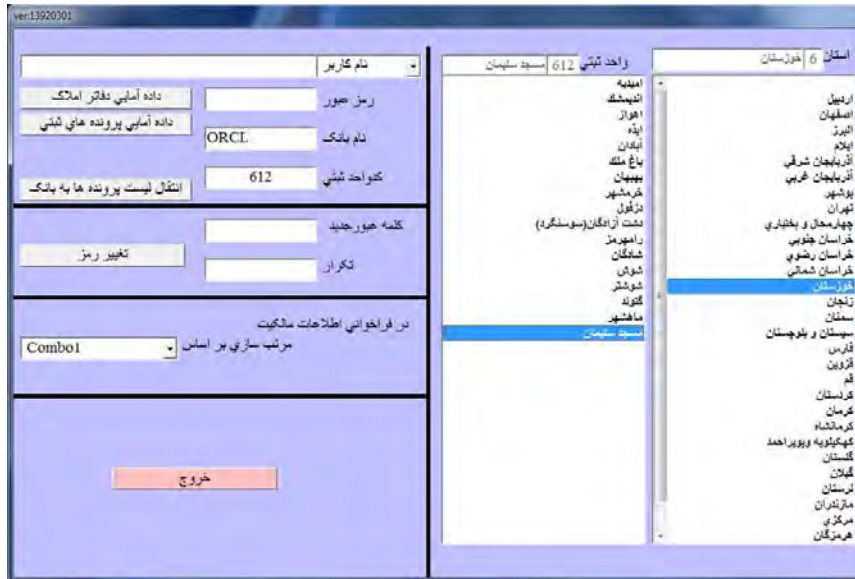 ver:13920301
استان 6 خوزستان
اردبیل
اصفهان
البرز
ایلام
آذربایجان شرقی
آذربایجان غربی
بوشهر
تهران
چهارمحال و بختیاری
خراسان جنوبی
خراسان رضوی
خراسان شمالی
خوزستان
زنجان
سمنان
سیستان و بلوچستان
فارس
قزوین
قم
کردستان
کرمان
کرمانشاه
کهکیلویه وبویراحمد
گلستان
گیلان
لرستان
مازندران
مرکزی
هرمزگان
واحد ثبتی 612 مسجد سلیمان
امیدیه
اندیمشک
اهواز
ایذه
آبادان
باغ ملک
بهبهان
خرمشهر
دزفول
دشت آزادگان(سوسنگرد)
رامهرمز
شادگان
شوش
شوشتر
گتوند
ماهشهر
مسجد سلیمان
نام کاربر
رمز عبور
داده آمایی دفاتر املاک
داده آمایی پرونده های ثبتی
نام بانک ORCL
کدواحد ثبتی 612
انتقال لیست پرونده ها به بانک
کلمه عبورجدید
تکرار
تغییر رمز
در فراخوانی اطلاعات مالکیت
مرتب سازی بر اساس Combo1
خروج